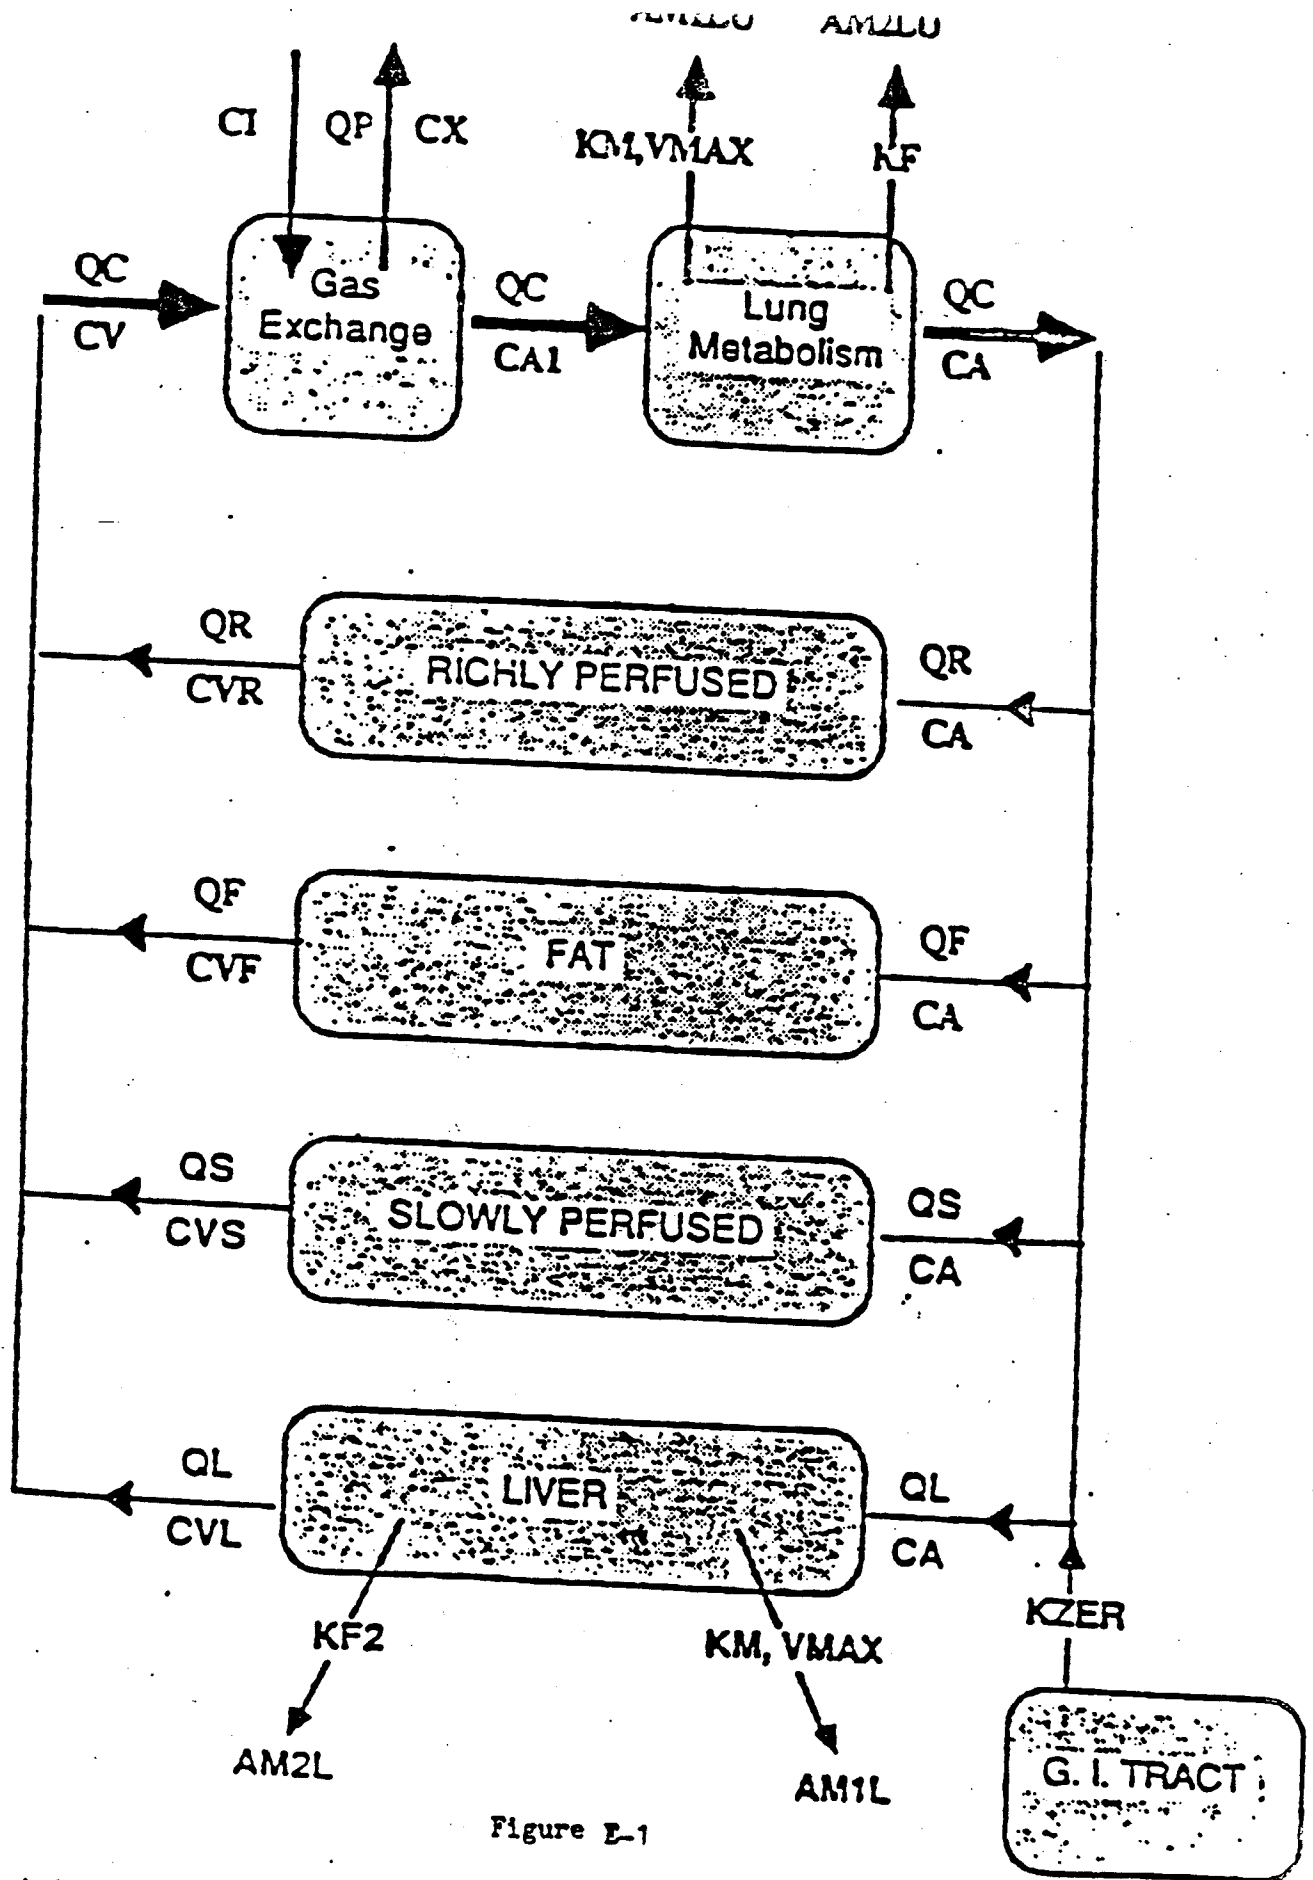 AM2LU
CI
QP
CX
KM,VMAX
KF
QC
CV
Gas
Exchange
QC
CA1
Lung
Metabolism
QC
CA
QR
CVR
RICHLY PERFUSED
QR
CA
QF
CVF
FAT
QF
CA
QS
CVS
SLOWLY PERFUSED
QS
CA
QL
CVL
LIVER
QL
CA
KF2
KM, VMAX
KZER
AM2L
AM1L
G. I. TRACT
Figure E-1